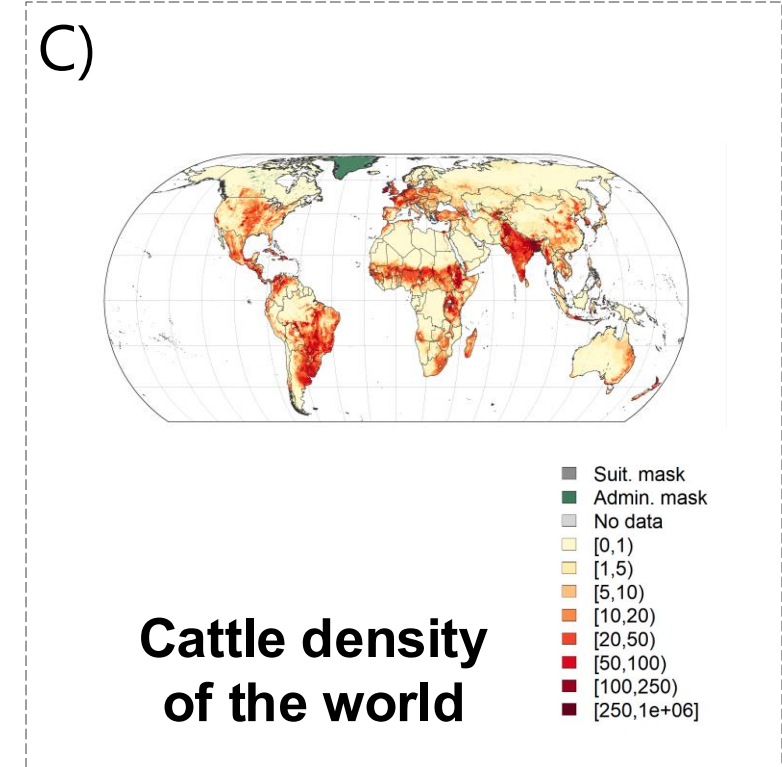 C)
Suit. mask
Admin. mask
No data
[0,1)
[1,5)
[5,10)
[10,20)
[20,50)
[50,100)
[100,250)
[250,1e+06]
Cattle density
of the world